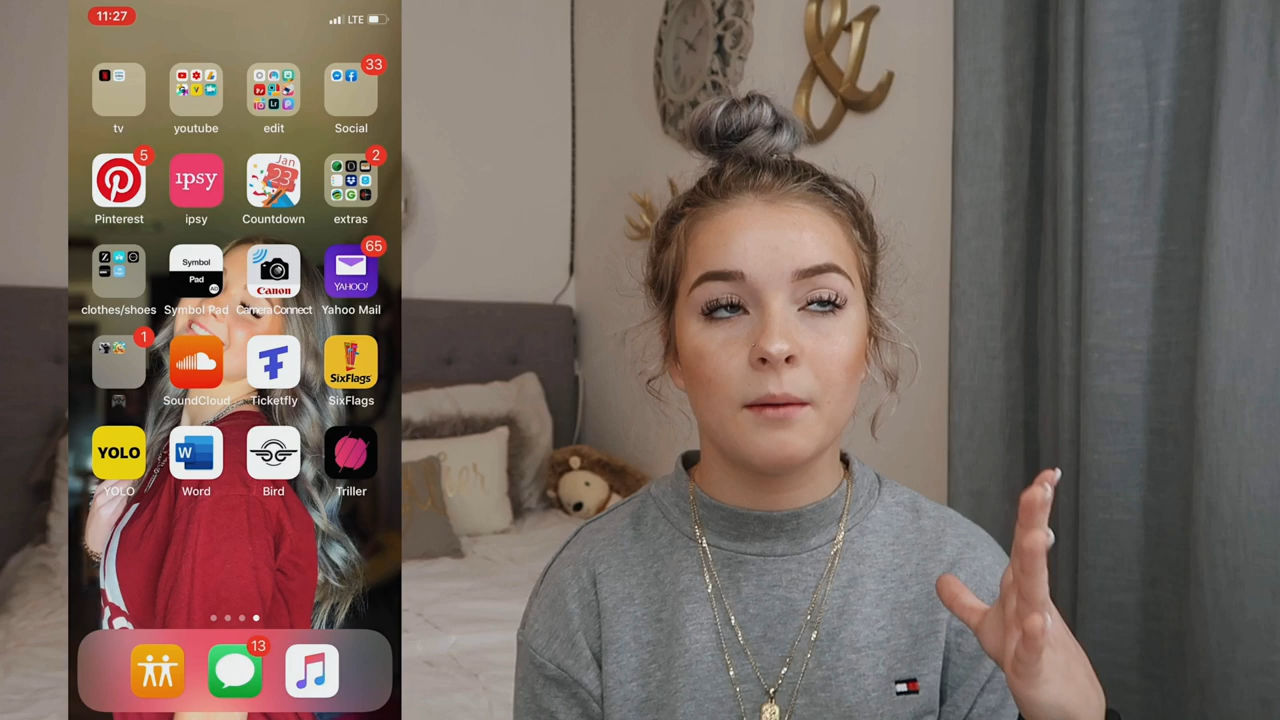 11:27
LTE
33
tv
youtube
edit
Social
5
Jan
2
ipsy
23
Pinterest
ipsy
Countdown
extras
Symbol
Pad
AD
Canon
65
YAHOO!
clothes/shoes
Symbol Pad
CameraConnect
Yahoo Mail
1
SixFlags
SoundCloud
Ticketfly
SixFlags
YOLO
W
YOLO
Word
Bird
Triller
13
&